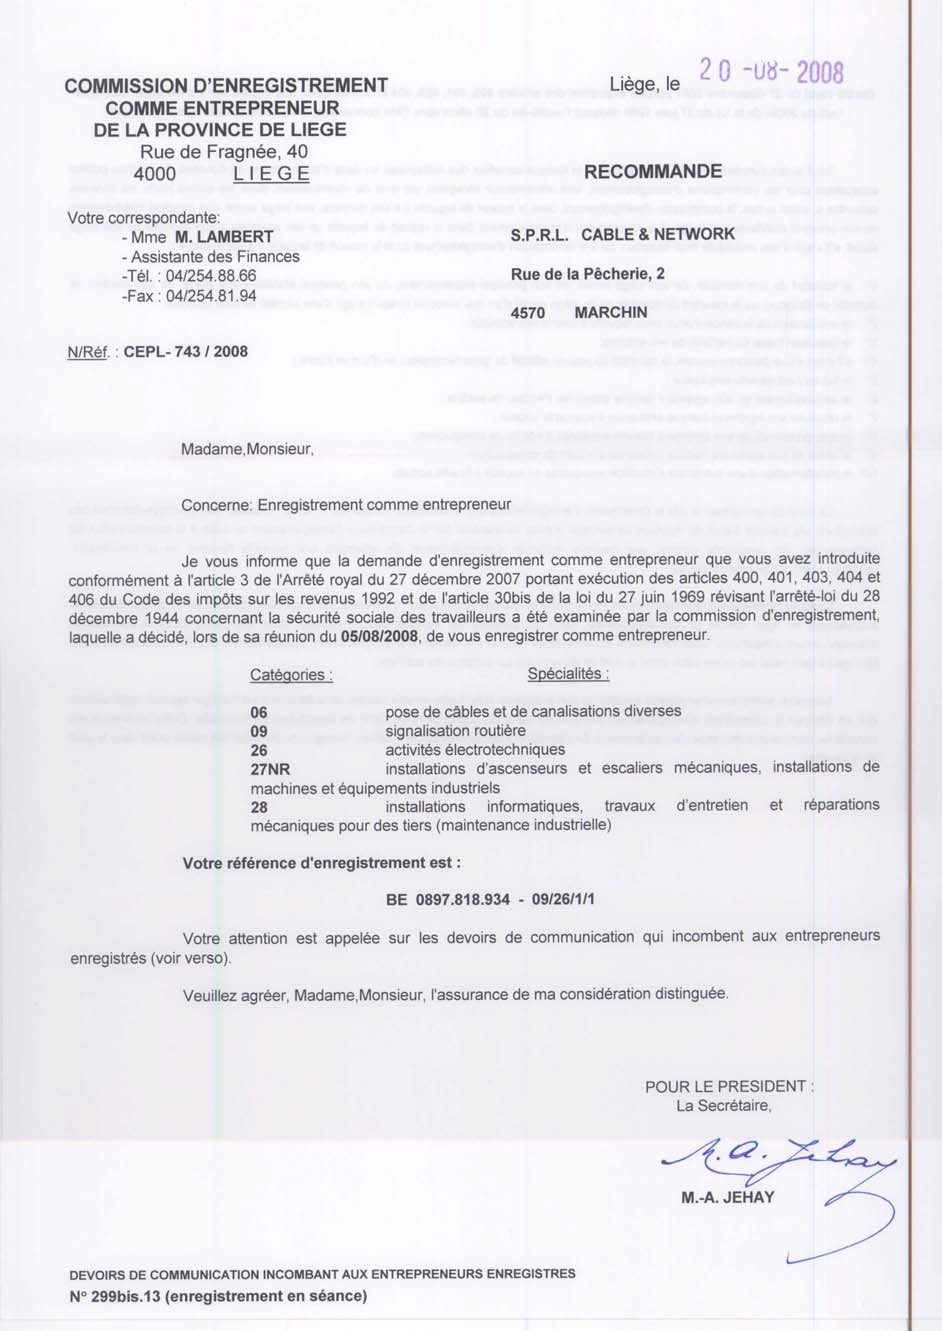 COMMISSION D'ENREGISTREMENT
COMME ENTREPRENEUR
DE LA PROVINCE DE LIEGE
Rue de Fragnée, 40
4000 LIEGE
Liège, le 20 -08- 2008
RECOMMANDE
Votre correspondante:
- Mme M. LAMBERT
- Assistante des Finances
-Tél. : 04/254.88.66
-Fax : 04/254.81.94
S.P.R.L. CABLE & NETWORK
Rue de la Pêcherie, 2
4570 MARCHIN
N/Réf. : CEPL- 743 / 2008
Madame,Monsieur,
Concerne: Enregistrement comme entrepreneur
Je vous informe que la demande d'enregistrement comme entrepreneur que vous avez introduite
conformément à l'article 3 de l'Arrêté royal du 27 décembre 2007 portant exécution des articles 400, 401, 403, 404 et
406 du Code des impôts sur les revenus 1992 et de l'article 30bis de la loi du 27 juin 1969 révisant l'arrêté-loi du 28
décembre 1944 concernant la sécurité sociale des travailleurs a été examinée par la commission d'enregistrement,
laquelle a décidé, lors de sa réunion du 05/08/2008, de vous enregistrer comme entrepreneur.
Catégories : Spécialités :
06 pose de câbles et de canalisations diverses
09 signalisation routière
26 activités électrotechniques
27NR installations d'ascenseurs et escaliers mécaniques, installations de
machines et équipements industriels
28 installations informatiques, travaux d'entretien et réparations
mécaniques pour des tiers (maintenance industrielle)
Votre référence d'enregistrement est :
BE 0897.818.934 - 09/26/1/1
Votre attention est appelée sur les devoirs de communication qui incombent aux entrepreneurs
enregistrés (voir verso).
Veuillez agréer, Madame,Monsieur, l'assurance de ma considération distinguée.
POUR LE PRESIDENT :
La Secrétaire,
M.A. Jehay
M.-A. JEHAY
DEVOIRS DE COMMUNICATION INCOMBANT AUX ENTREPRENEURS ENREGISTRES
N° 299bis.13 (enregistrement en séance)